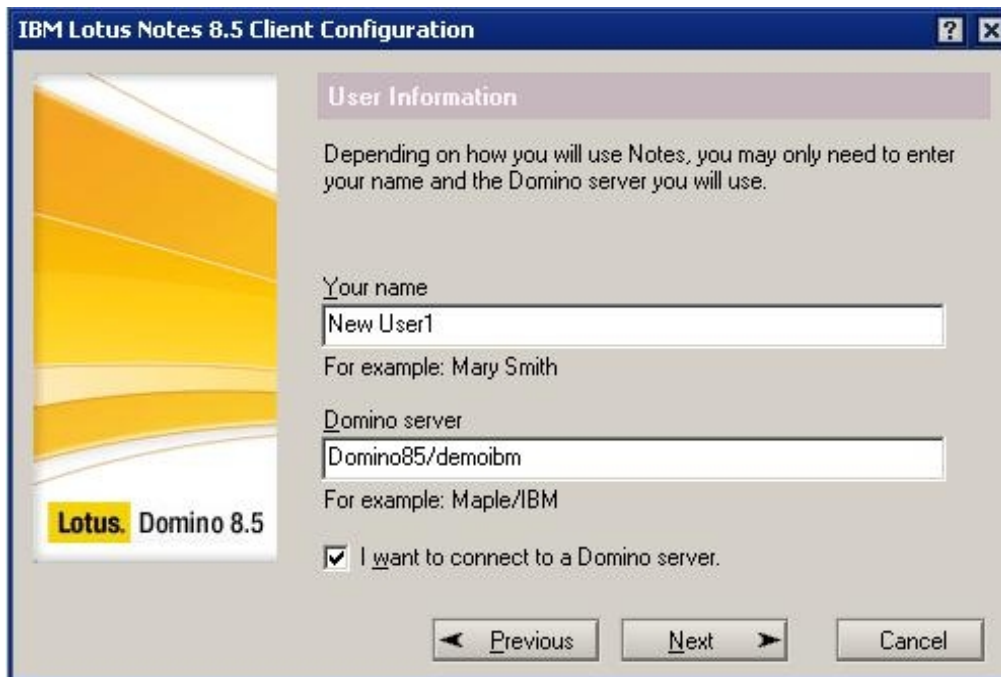 IBM Lotus Notes 8.5 Client Configuration
User Information
Depending on how you will use Notes, you may only need to enter
your name and the Domino server you will use.
Your name
New User1
For example: Mary Smith
Domino server
Domino85/demoibm
For example: Maple/IBM
I want to connect to a Domino server.
Lotus. Domino 8.5
Previous Next Cancel